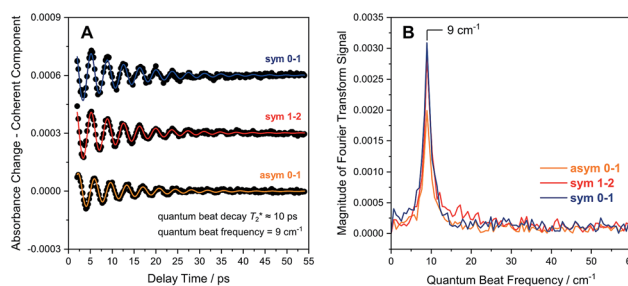 A
sym 0-1
sym 1-2
asym 0-1
quantum beat decay T2* ≈ 10 ps
quantum beat frequency = 9 cm-1
0.0009
0.0006
0.0003
0.0000
-0.0003
0 5 10 15 20 25 30 35 40 45 50 55
Delay Time / ps
Absorbance Change - Coherent Component
B
9 cm-1
asym 0-1
sym 1-2
sym 0-1
0.0035
0.0030
0.0025
0.0020
0.0015
0.0010
0.0005
0.0000
0 10 20 30 40 50
Quantum Beat Frequency / cm-1
Magnitude of Fourier Transform Signal